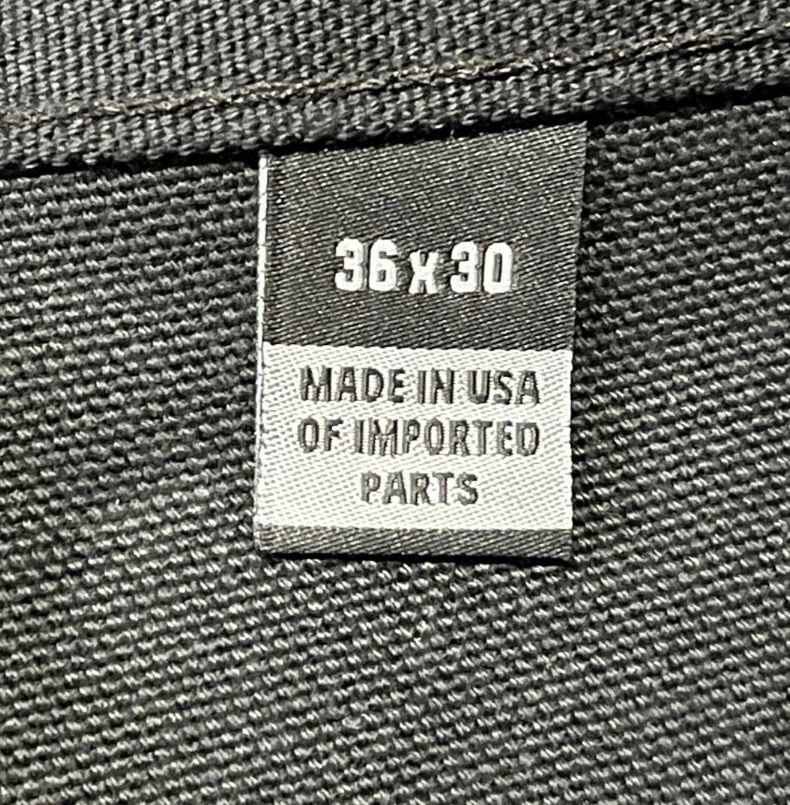 36 x 30
MADE IN USA
OF IMPORTED
PARTS